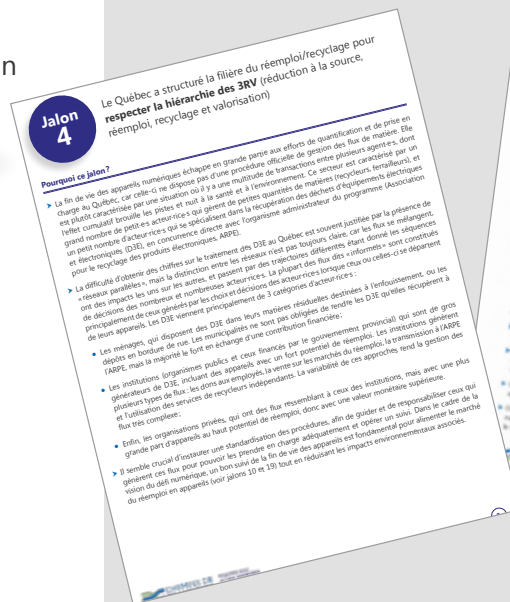 n
Jalon
4
Le Québec a structuré la filière du réemploi/recyclage pour
respecter la hiérarchie des 3RV (réduction à la source,
réemploi, recyclage et valorisation)
Pourquoi ce jalon ?
➤ La fin de vie des appareils numériques échappe en grande partie aux efforts de quantification et de prise en
charge au Québec, car celle-ci ne dispose pas d'une procédure officielle de gestion des flux de matière. Elle
est plutôt caractérisée par une situation où il y a une multitude de transactions entre plusieurs agent·e·s, dont
l'effet cumulatif brouille les pistes et nuit à la santé et à l'environnement. Ce secteur est caractérisé par un
grand nombre de petit·e·s acteur·rice·s qui gèrent de petites quantités de matières (recycleurs, ferrailleurs), et
un petit nombre d'acteur·rice·s qui se spécialisent dans la récupération des déchets d'équipements électriques
et électroniques (D3E), en concurrence directe avec l'organisme administrateur du programme (Association
pour le recyclage des produits électroniques, ARPE).
➤ La difficulté d'obtenir des chiffres sur le traitement des D3E au Québec est souvent justifiée par la présence de
« réseaux parallèles », mais la distinction entre les réseaux n'est pas toujours claire, car les flux se mélangent,
ont des impacts les uns sur les autres, et passent par des trajectoires différentes étant donné les séquences
de décisions des nombreux et nombreuses acteur·rice·s. La plupart des flux dits « informels » sont constitués
principalement de ceux générés par les choix et décisions des acteur·rice·s lorsque ceux ou celles-ci se départent
de leurs appareils. Les D3E viennent principalement de 3 catégories d'acteur·rice·s :
• Les ménages, qui disposent des D3E dans leurs matières résiduelles destinées à l'enfouissement, ou les
dépôts en bordure de rue. Les municipalités ne sont pas obligées de rendre les D3E qu'elles récupèrent à
l'ARPE, mais la majorité le font en échange d'une contribution financière ;
• Les institutions (organismes publics et ceux financés par le gouvernement provincial) qui sont de gros
générateurs de D3E, incluant des appareils avec un fort potentiel de réemploi. Les institutions génèrent
plusieurs types de flux : les dons aux employés, la vente sur les marchés du réemploi, la transmission à l'ARPE
et l'utilisation des services de recycleurs indépendants. La variabilité de ces approches rend la gestion des
flux très complexe ;
• Enfin, les organisations privées, qui ont des flux ressemblant à ceux des institutions, mais avec une plus
grande part d'appareils au haut potentiel de réemploi, donc avec une valeur monétaire supérieure.
➤ Il semble crucial d'instaurer une standardisation des procédures, afin de guider et de responsabiliser ceux qui
génèrent ces flux pour pouvoir les prendre en charge adéquatement et opérer un suivi. Dans le cadre de la
vision du défi numérique, un bon suivi de la fin de vie des appareils est fondamental pour alimenter le marché
du réemploi en appareils (voir jalons 10 et 19) tout en réduisant les impacts environnementaux associés.
CHEMINS DE